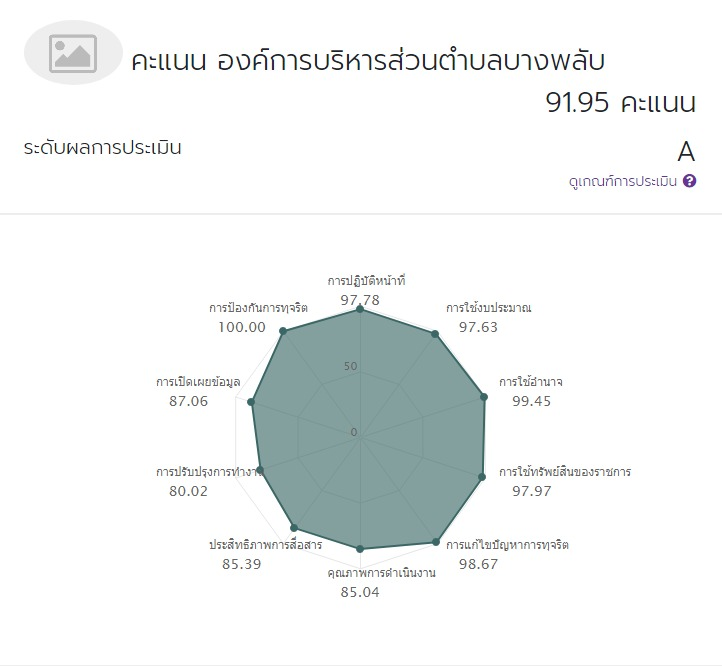 คะแนน องค์การบริหารส่วนตำบลบางพลับ
91.95 คะแนน
ระดับผลการประเมิน
A
ดูเกณฑ์การประเมิน ?
การปฏิบัติหน้าที่
97.78
การป้องกันการทุจริต
100.00
การใช้งบประมาณ
97.63
50
การเปิดเผยข้อมูล
87.06
การใช้อำนาจ
99.45
0
การปรับปรุงการทำงาน
80.02
การใช้ทรัพย์สินของราชการ
97.97
ประสิทธิภาพการสื่อสาร
85.39
การแก้ไขปัญหาการทุจริต
98.67
คุณภาพการดำเนินงาน
85.04